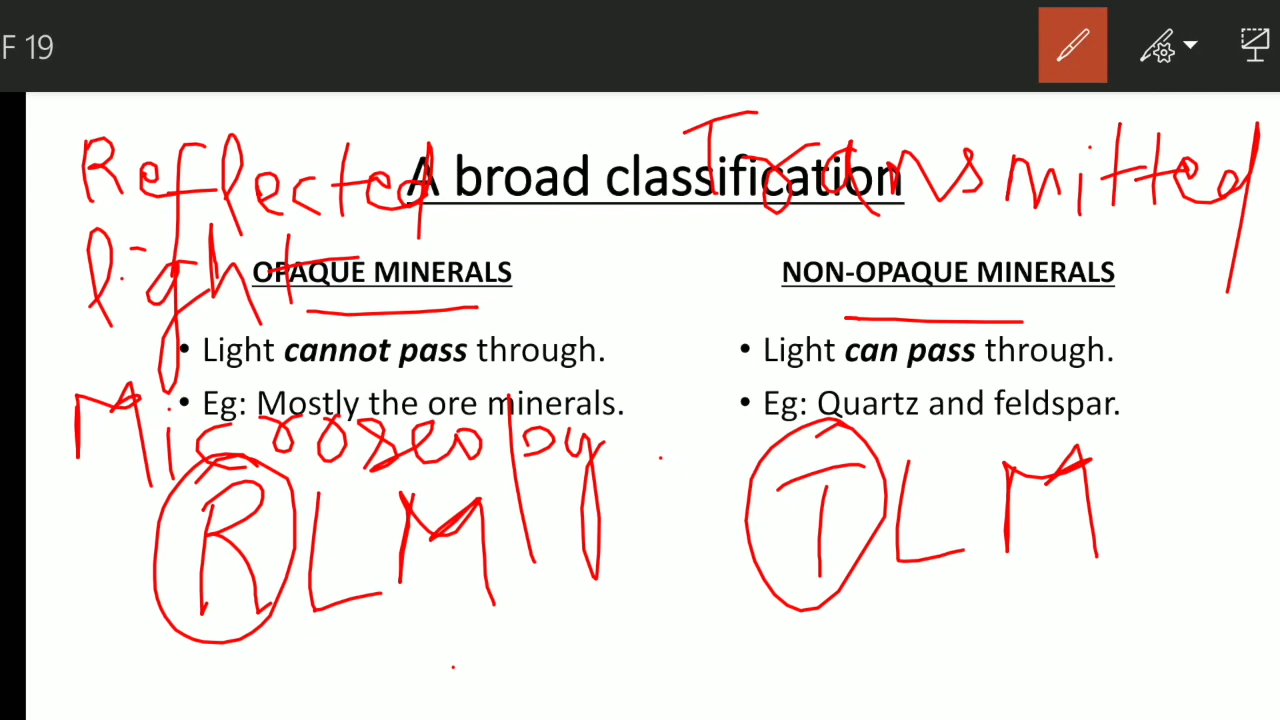 F 19
A broad classification
Reflected
light
Transmitted
OPAQUE MINERALS
• Light cannot pass through.
• Eg: Mostly the ore minerals.
Microscopy
RLM
NON-OPAQUE MINERALS
• Light can pass through.
• Eg: Quartz and feldspar.
TLM